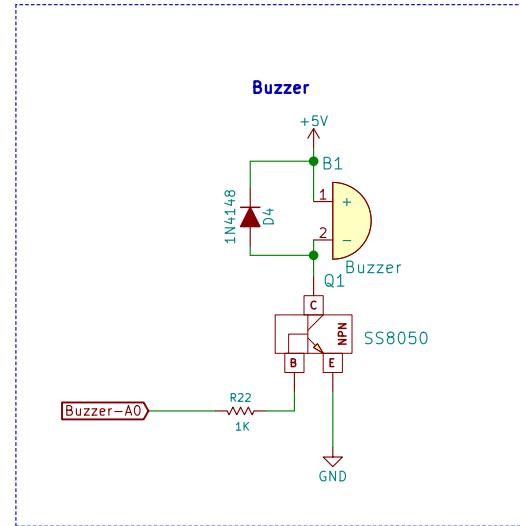 Buzzer
+5V
B1
1
+
1N4148
D4
2
−
Buzzer
Q1
C
NPN
SS8050
B
E
R22
Buzzer-A0
1K
GND